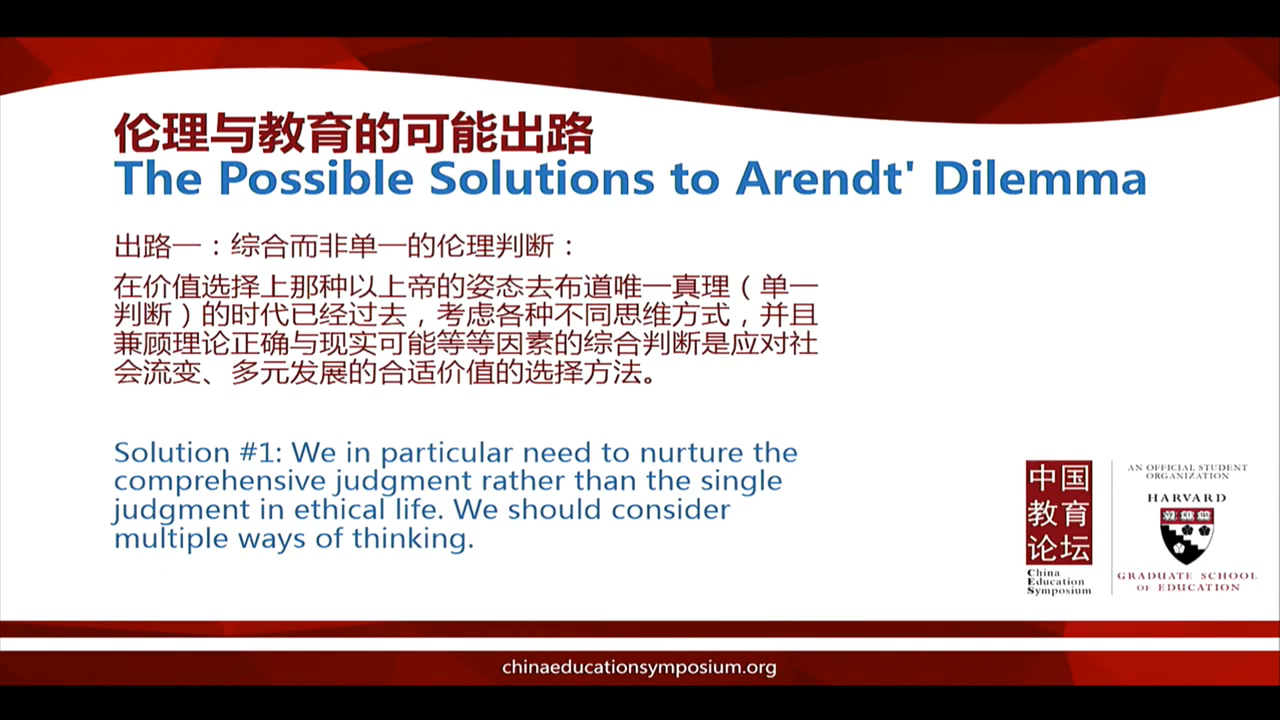 伦理与教育的可能出路
The Possible Solutions to Arendt' Dilemma
出路一：综合而非单一的伦理判断：
在价值选择上那种以上帝的姿态去布道唯一真理（单一
判断）的时代已经过去，考虑各种不同思维方式，并且
兼顾理论正确与现实可能等等因素的综合判断是应对社
会流变、多元发展的合适价值的选择方法。
Solution #1: We in particular need to nurture the
comprehensive judgment rather than the single
judgment in ethical life. We should consider
multiple ways of thinking.
中国
教育
论坛
China
Education
Symposium
AN OFFICIAL STUDENT
ORGANIZATION
HARVARD
GRADUATE SCHOOL
OF EDUCATION
chinaeducationsymposium.org